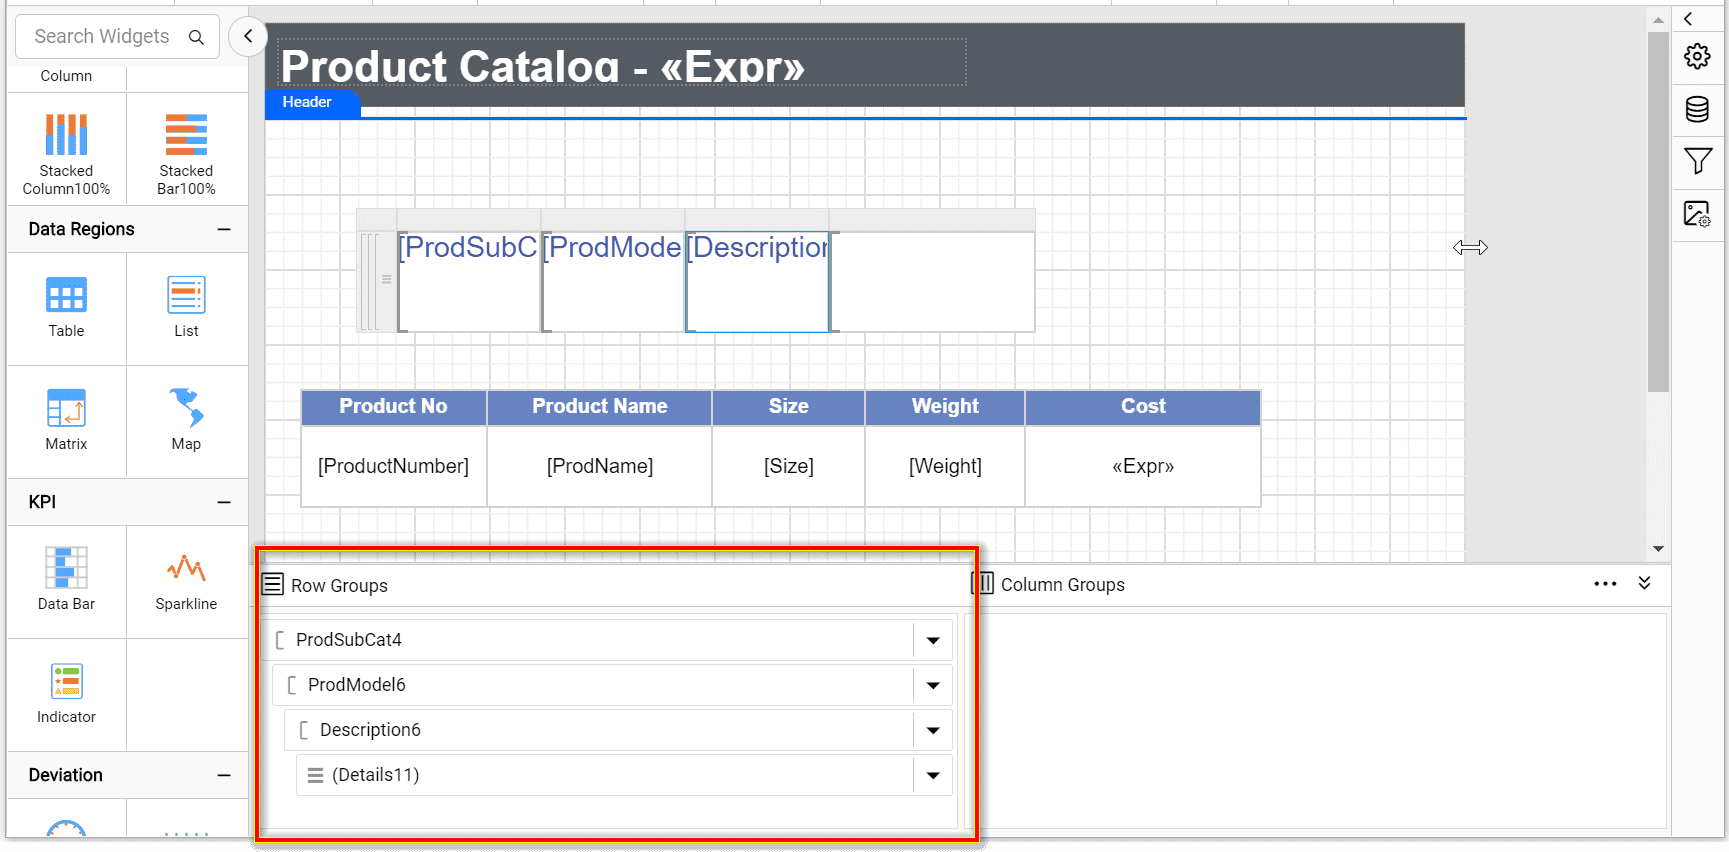 Search Widgets
Column
Stacked
Column100%
Stacked
Bar100%
Data Regions
Table
List
Matrix
Map
KPI
Data Bar
Sparkline
Indicator
Deviation
Product Catalog - «Expr»
Header
[ProdSubC
[ProdMode
[Description
Product No
Product Name
Size
Weight
Cost
[ProductNumber]
[ProdName]
[Size]
[Weight]
«Expr»
Row Groups
ProdSubCat4
ProdModel6
Description6
(Details11)
Column Groups